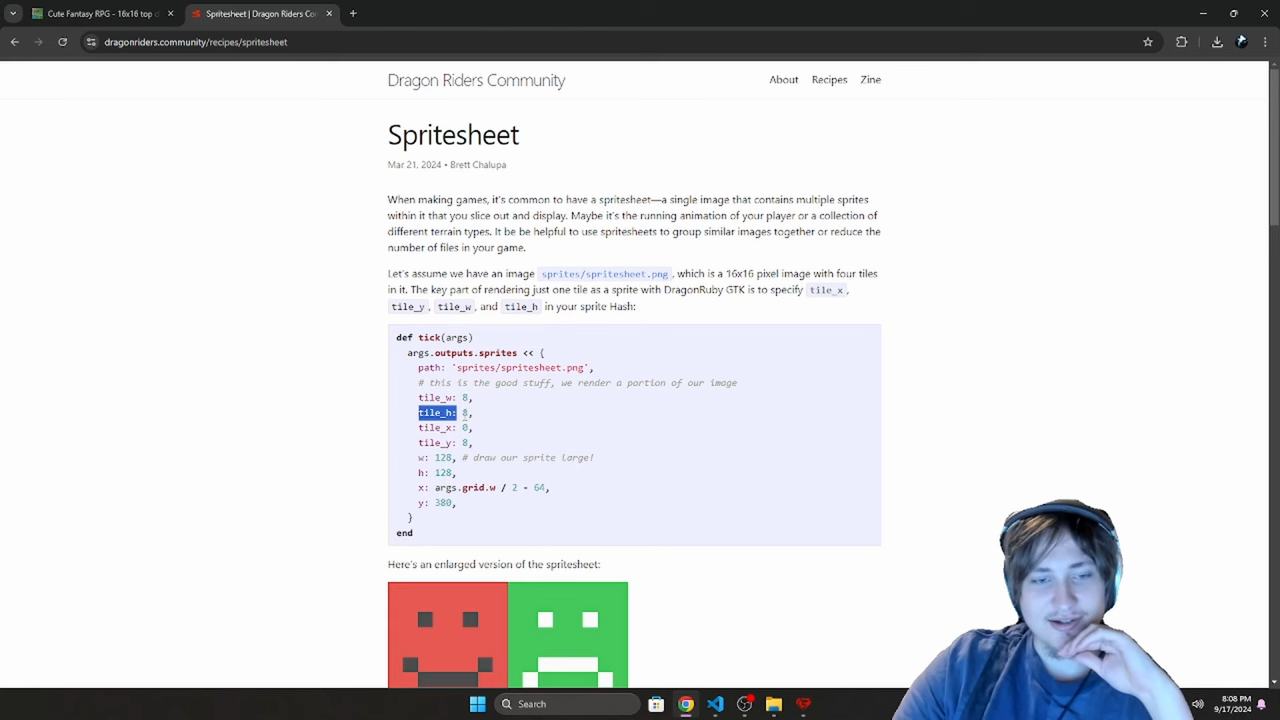 Cute Fantasy RPG - 16x16 top d
Spritesheet | Dragon Riders Co
dragonriders.community/recipes/spritesheet
Dragon Riders Community
About Recipes Zine
Spritesheet
Mar 21, 2024 • Brett Chalupa
When making games, it's common to have a spritesheet—a single image that contains multiple sprites
within it that you slice out and display. Maybe it's the running animation of your player or a collection of
different terrain types. It be be helpful to use spritesheets to group similar images together or reduce the
number of files in your game.
Let's assume we have an image sprites/spritesheet.png, which is a 16x16 pixel image with four tiles
in it. The key part of rendering just one tile as a sprite with DragonRuby GTK is to specify tile_x,
tile_y, tile_w, and tile_h in your sprite Hash:
def tick(args)
args.outputs.sprites << {
path: 'sprites/spritesheet.png',
# this is the good stuff, we render a portion of our image
tile_w: 8,
tile_h: 8,
tile_x: 0,
tile_y: 8,
w: 128, # draw our sprite large!
h: 128,
x: args.grid.w / 2 - 64,
y: 380,
}
end
Here's an enlarged version of the spritesheet:
Search
8:08 PM
9/17/2024